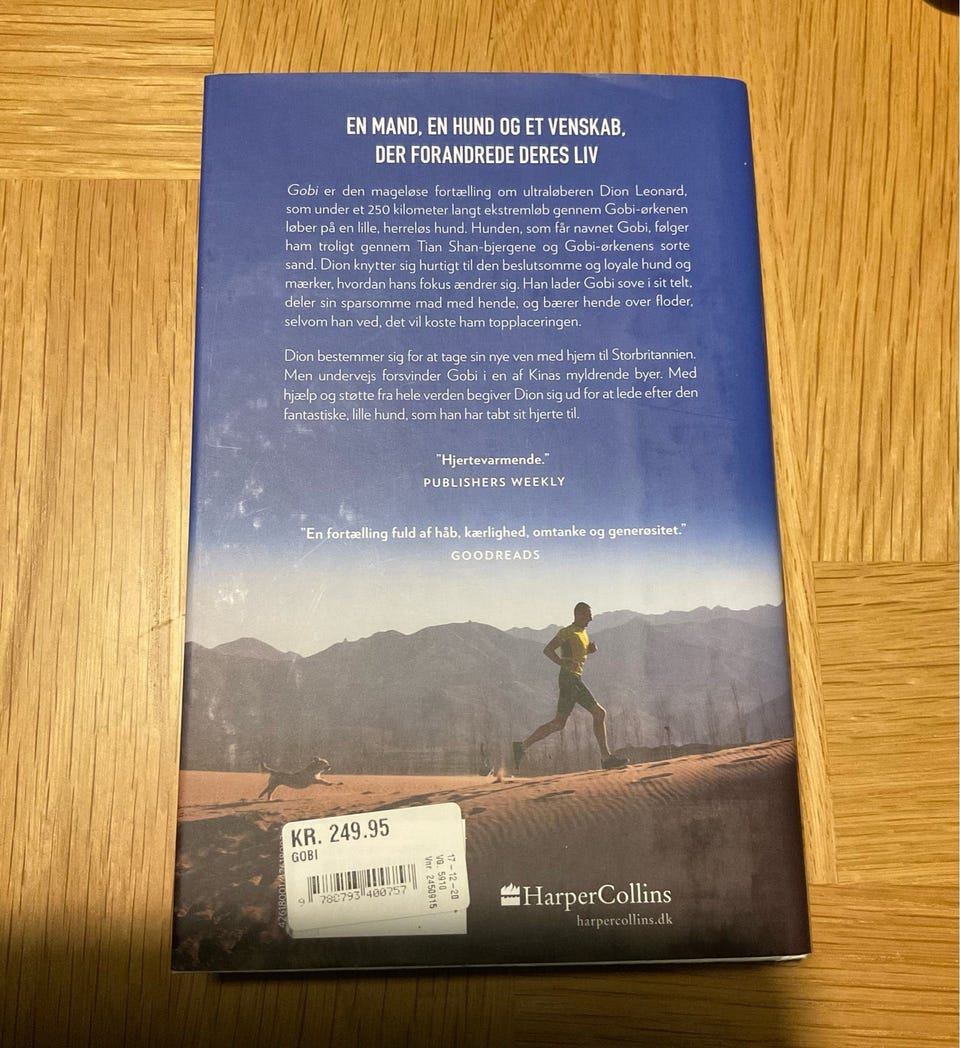 EN MAND, EN HUND OG ET VENSKAB,
DER FORANDREDE DERES LIV
Gobi er den mageløse fortælling om ultraløberen Dion Leonard,
som under et 250 kilometer langt ekstremløb gennem Gobi-ørkenen
løber på en lille, herreløs hund. Hunden, som får navnet Gobi, følger
ham troligt gennem Tian Shan-bjergene og Gobi-ørkenens sorte
sand. Dion knytter sig hurtigt til den beslutsomme og loyale hund og
mærker, hvordan hans fokus ændrer sig. Han lader Gobi sove i sit telt,
deler sin sparsomme mad med hende, og bærer hende over floder,
selvom han ved, det vil koste ham topplaceringen.
Dion bestemmer sig for at tage sin nye ven med hjem til Storbritannien.
Men undervejs forsvinder Gobi i en af Kinas myldrende byer. Med
hjælp og støtte fra hele verden begiver Dion sig ud for at lede efter den
fantastiske, lille hund, som han har tabt sit hjerte til.
"Hjertevarmende."
PUBLISHERS WEEKLY
"En fortælling fuld af håb, kærlighed, omtanke og generøsitet."
GOODREADS
KR. 249.95
GOBI
9 788793 400757
17-12-20
VG. 5910
Vnr. 2450915
HarperCollins
harpercollins.dk